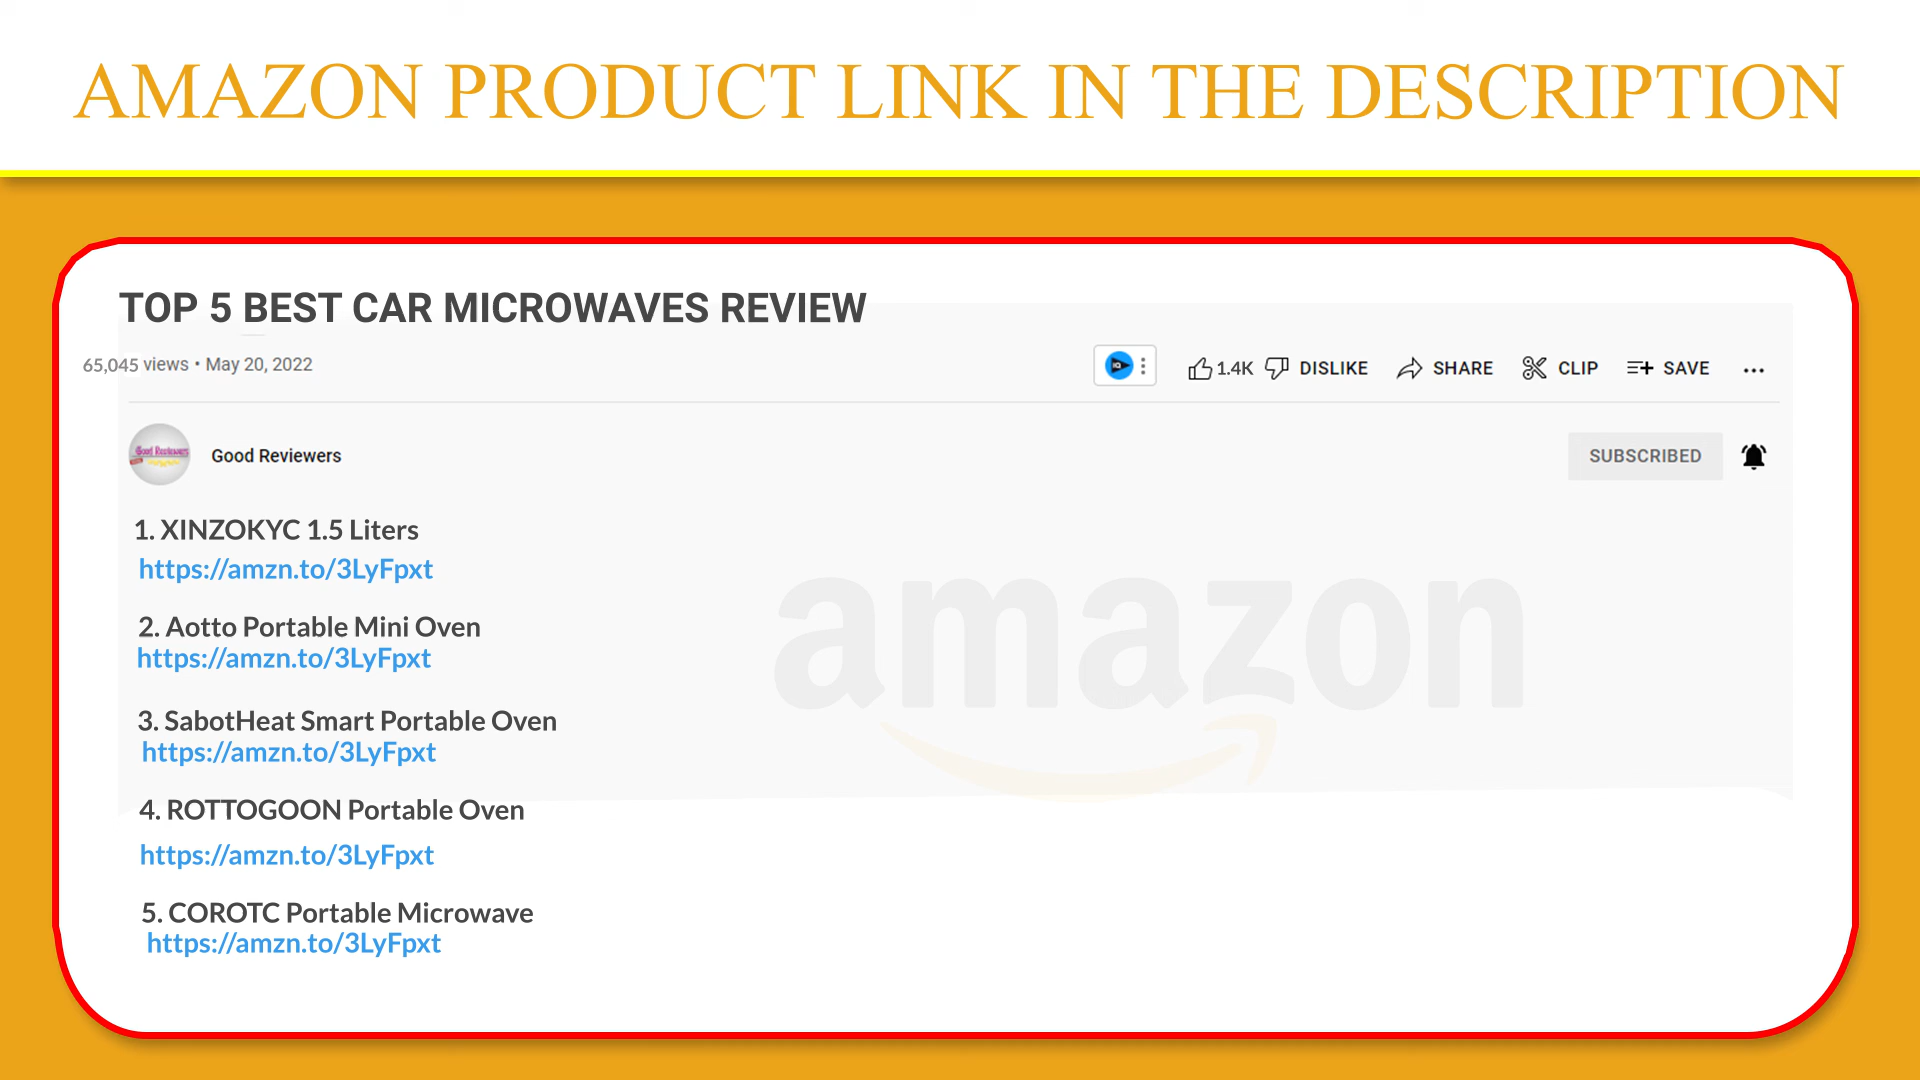 AMAZON PRODUCT LINK IN THE DESCRIPTION
TOP 5 BEST CAR MICROWAVES REVIEW
65,045 views • May 20, 2022
1.4K DISLIKE SHARE CLIP SAVE ...
Good Reviewers
Good Reviewers
SUBSCRIBED
1. XINZOKYC 1.5 Liters
https://amzn.to/3LyFpxt
2. Aotto Portable Mini Oven
https://amzn.to/3LyFpxt
3. SabotHeat Smart Portable Oven
https://amzn.to/3LyFpxt
4. ROTTOGOON Portable Oven
https://amzn.to/3LyFpxt
5. COROTC Portable Microwave
https://amzn.to/3LyFpxt
amazon